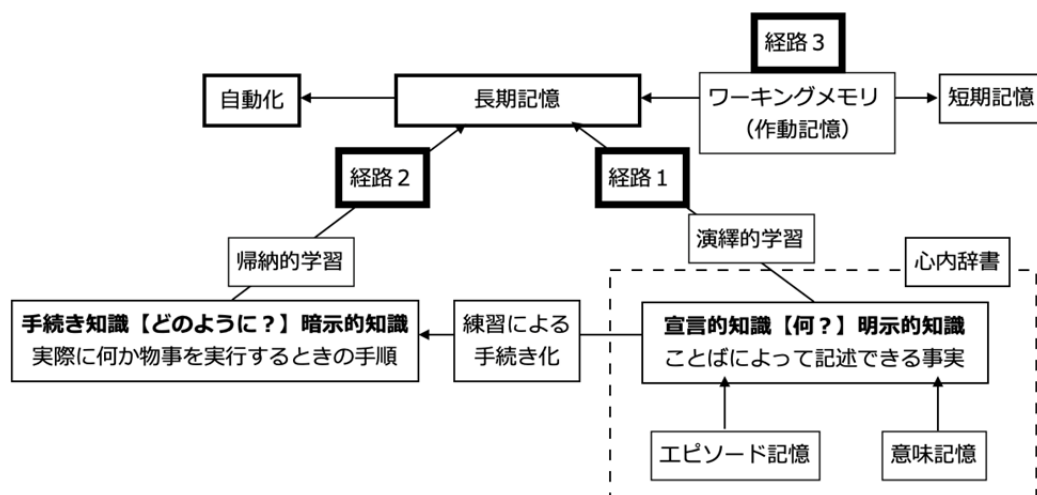 経路３
自動化
長期記憶
ワーキングメモリ
（作動記憶）
短期記憶
経路２
経路１
帰納的学習
演繹的学習
心内辞書
手続き知識【どのように？】暗示的知識
実際に何か物事を実行するときの手順
練習による
手続き化
宣言的知識【何？】明示的知識
ことばによって記述できる事実
エピソード記憶
意味記憶